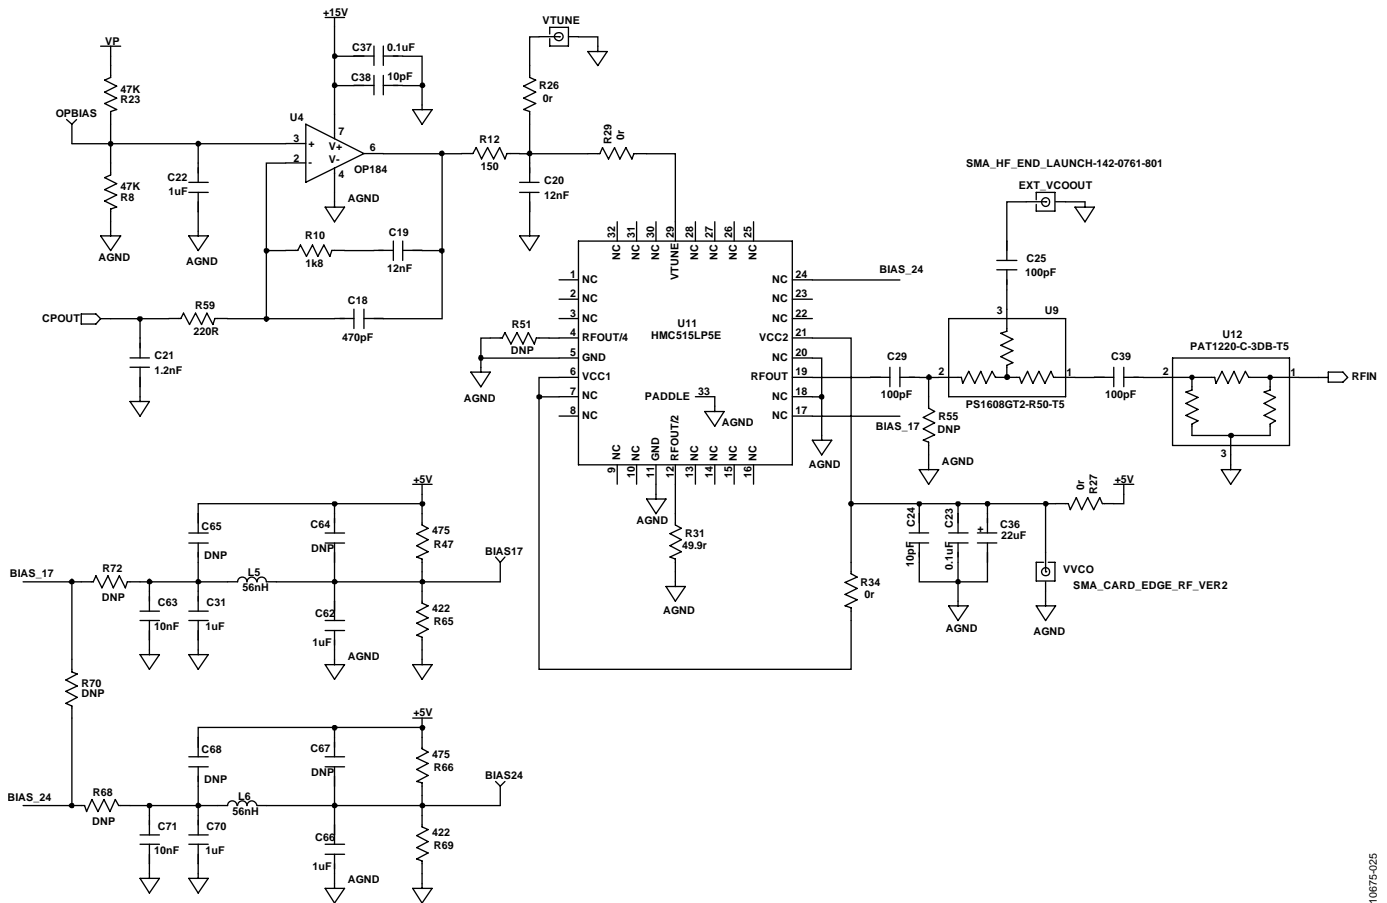 +15V
VTUNE
VP
C37 0.1uF
C38 10pF
47K
R23
R26
0r
OPBIAS
U4
R29
0r
3 + 7 V+ 6
2 - V- 4
OP184
R12
150
47K
R8
C22
1uF
AGND
C20
12nF
SMA_HF_END_LAUNCH-142-0761-801
EXT_VCOOUT
AGND
AGND
R10
1k8
C19
12nF
C25
100pF
32 31 30 29 28 27 26 25
NC NC NC VTUNE NC NC NC NC
CPOUT
R59
220R
C18
470pF
C21
1.2nF
U11
HMC515LP5E
1 NC
2 NC
3 NC
4 RFOUT/4
5 GND
6 VCC1
7 NC
8 NC
NC 24
NC 23
NC 22
VCC2 21
NC 20
RFOUT 19
NC 18
NC 17
BIAS_24
R51
DNP
AGND
PADDLE 33
AGND
BIAS_17
AGND
9 10 11 12 13 14 15 16
NC NC GND RFOUT/2 NC NC NC NC
C29
100pF
R55
DNP
AGND
3
U9
2
1
PS1608GT2-R50-T5
C39
100pF
U12
PAT1220-C-3DB-T5
2
1
3
RFIN
AGND
R31
49.9r
AGND
R34
0r
C24
10pF
C23
0.1uF
+
C36
22uF
0r
R27
+5V
AGND
VVCO
SMA_CARD_EDGE_RF_VER2
AGND
+5V
C65
DNP
C64
DNP
475
R47
BIAS17
BIAS_17
R72
DNP
L5
56nH
C63
10nF
C31
1uF
C62
1uF
AGND
422
R65
R70
DNP
+5V
C68
DNP
C67
DNP
475
R66
BIAS24
BIAS_24
R68
DNP
L6
56nH
C71
10nF
C70
1uF
C66
1uF
AGND
422
R69
10675-025